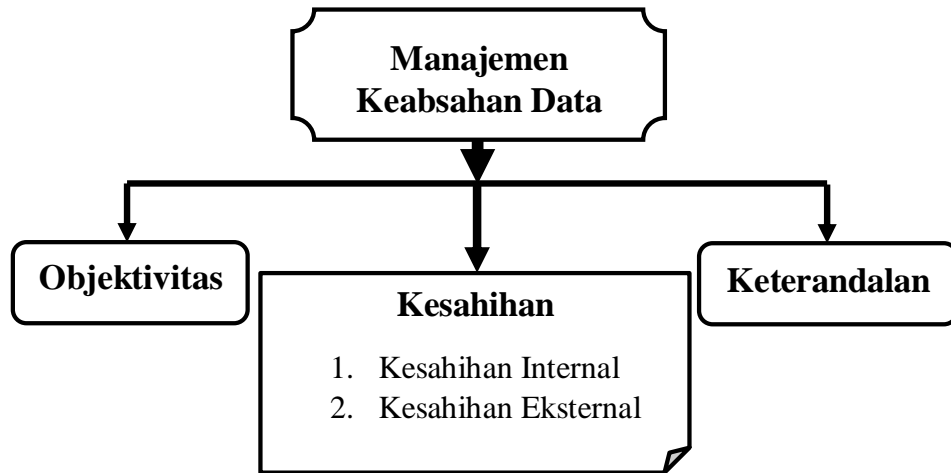 Manajemen
Keabsahan Data
Objektivitas
Kesahihan
1. Kesahihan Internal
2. Kesahihan Eksternal
Keterandalan